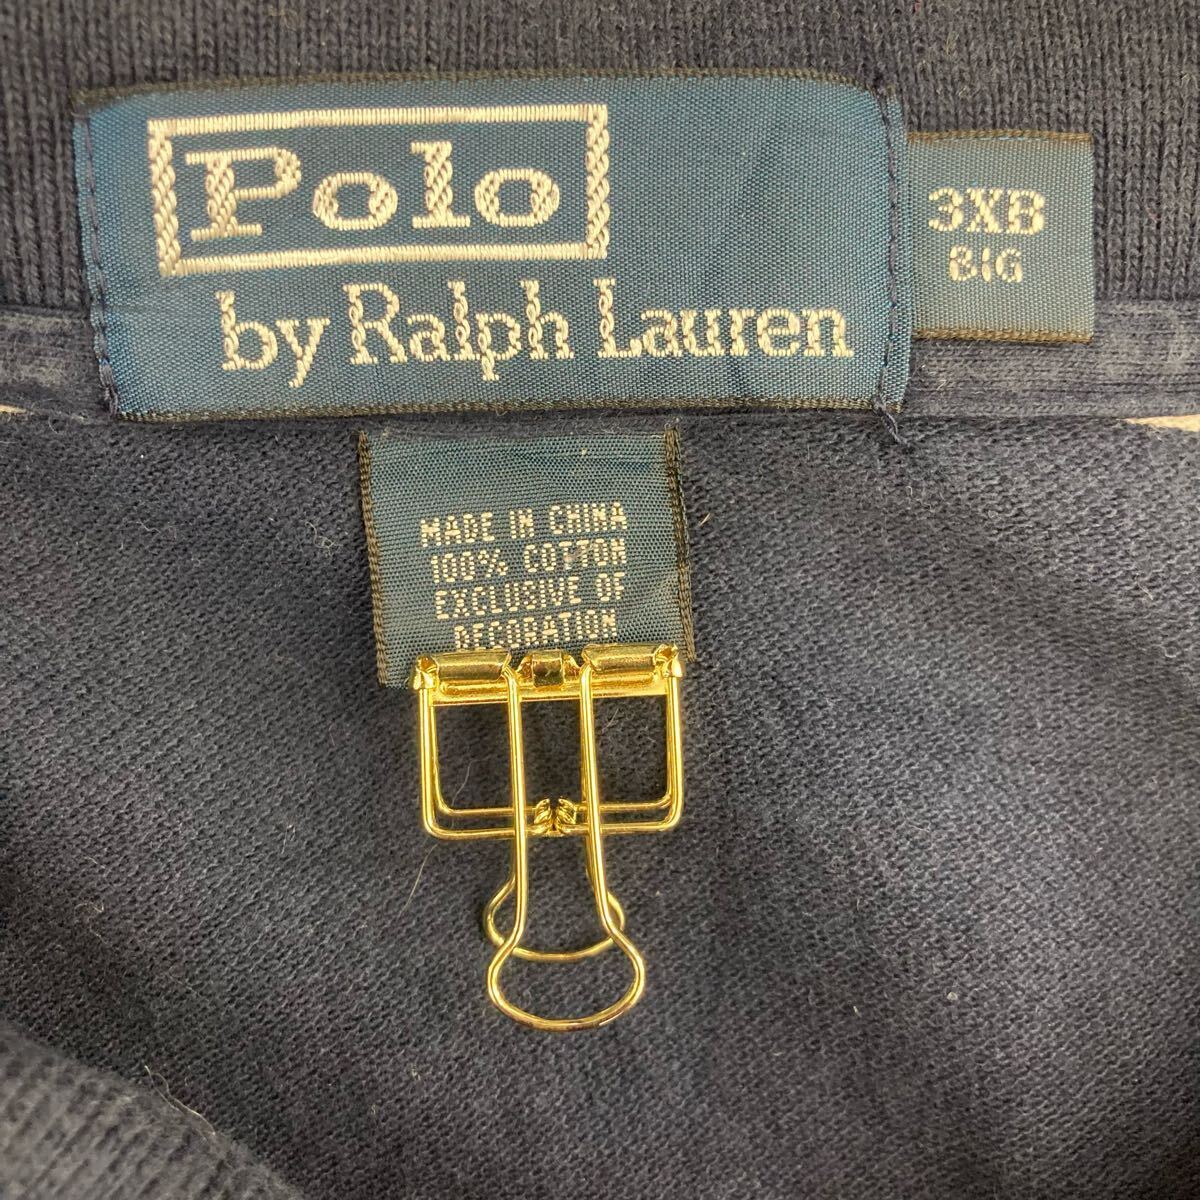 Polo
by Ralph Lauren
3XB
BIG
MADE IN CHINA
100% COTTON
EXCLUSIVE OF
DECORATION